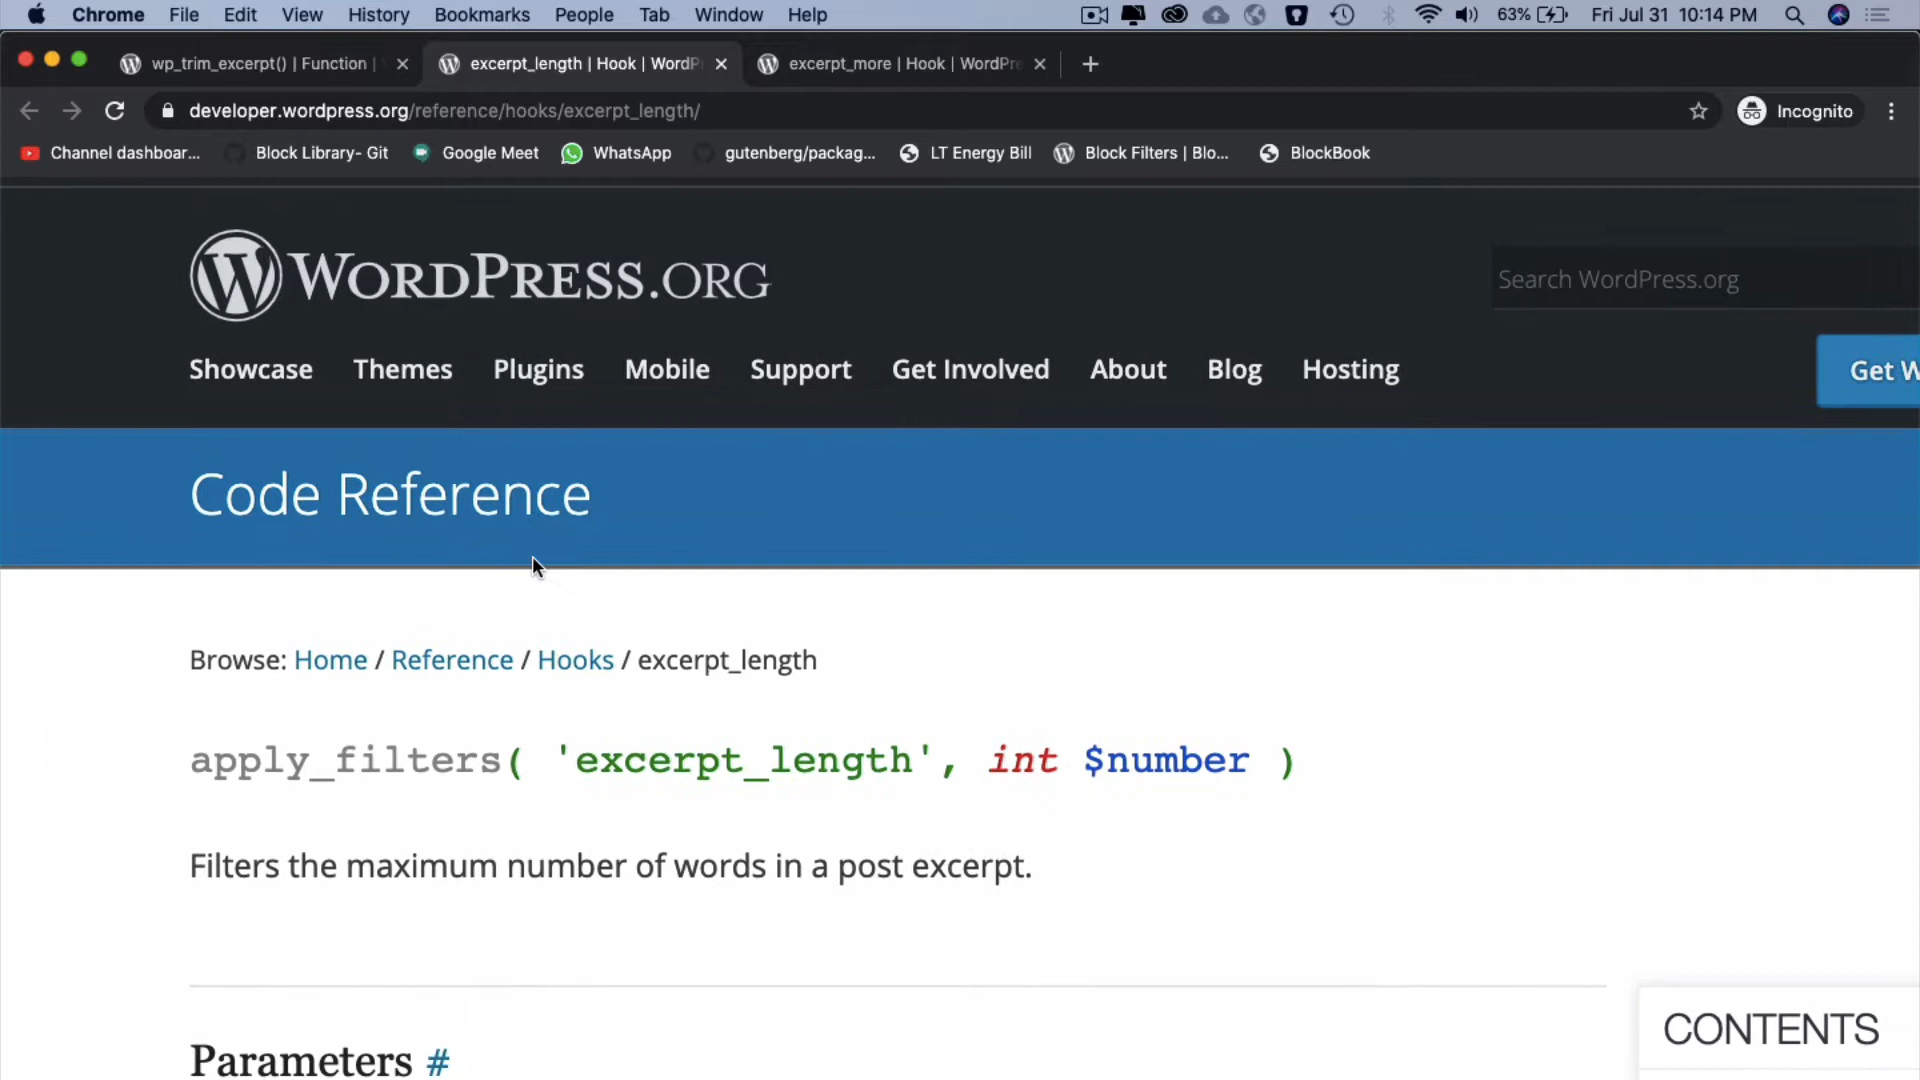 Chrome File Edit View History Bookmarks People Tab Window Help 63% Fri Jul 31 10:14 PM
wp_trim_excerpt() | Function | excerpt_length | Hook | WordP excerpt_more | Hook | WordPre
developer.wordpress.org/reference/hooks/excerpt_length/ Incognito
Channel dashboar... Block Library- Git Google Meet WhatsApp gutenberg/packag... LT Energy Bill Block Filters | Blo... BlockBook
WORDPRESS.ORG
Search WordPress.org
Showcase Themes Plugins Mobile Support Get Involved About Blog Hosting
Get W
Code Reference
Browse: Home / Reference / Hooks / excerpt_length
apply_filters( 'excerpt_length', int $number )
Filters the maximum number of words in a post excerpt.
CONTENTS
Parameters #